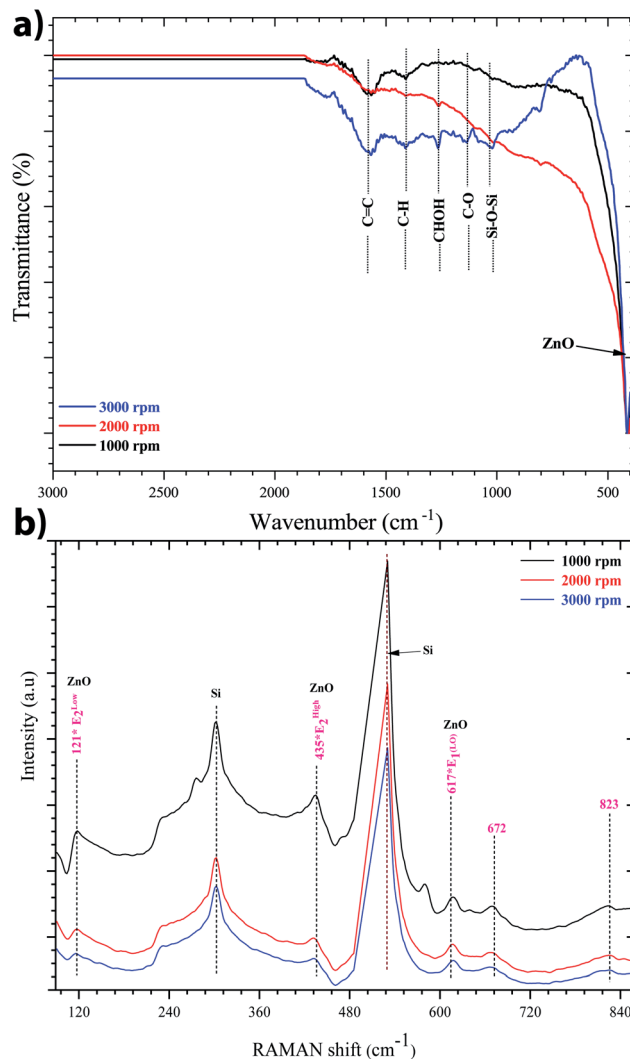 a)
Transmittance (%)
C=C
C-H
CHOH
C-O
Si-O-Si
ZnO
3000 rpm
2000 rpm
1000 rpm
3000 2500 2000 1500 1000 500
Wavenumber (cm⁻¹)
b)
1000 rpm
2000 rpm
3000 rpm
Intensity (a.u)
ZnO
121* E₂ᴸᵒʷ
Si
ZnO
435*E₂ᴴⁱᵍʰ
Si
ZnO
617*E₁₍LO₎
672
823
120 240 360 480 600 720 840
RAMAN shift (cm⁻¹)